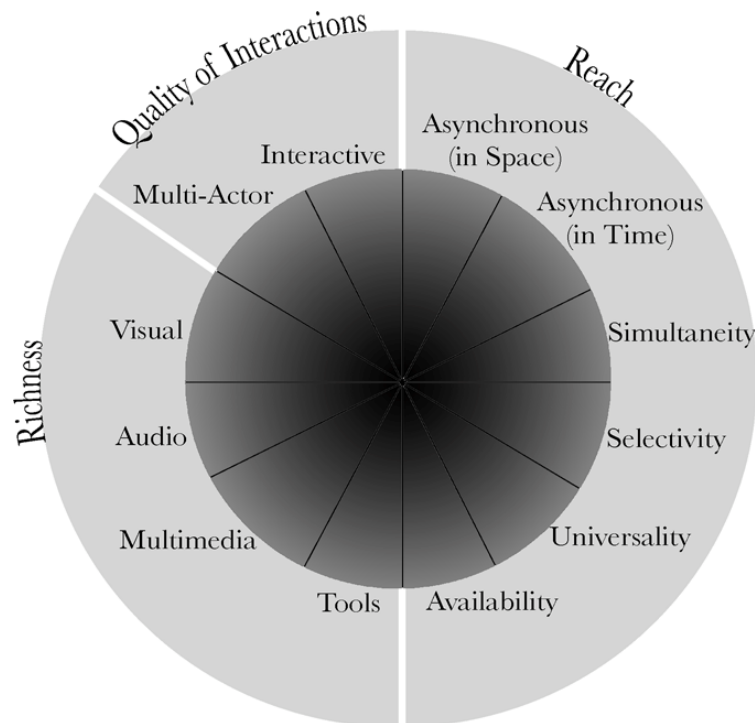 Quality of Interactions
Reach
Interactive
Asynchronous
(in Space)
Multi-Actor
Asynchronous
(in Time)
Visual
Simultaneity
Richness
Audio
Selectivity
Multimedia
Universality
Tools
Availability